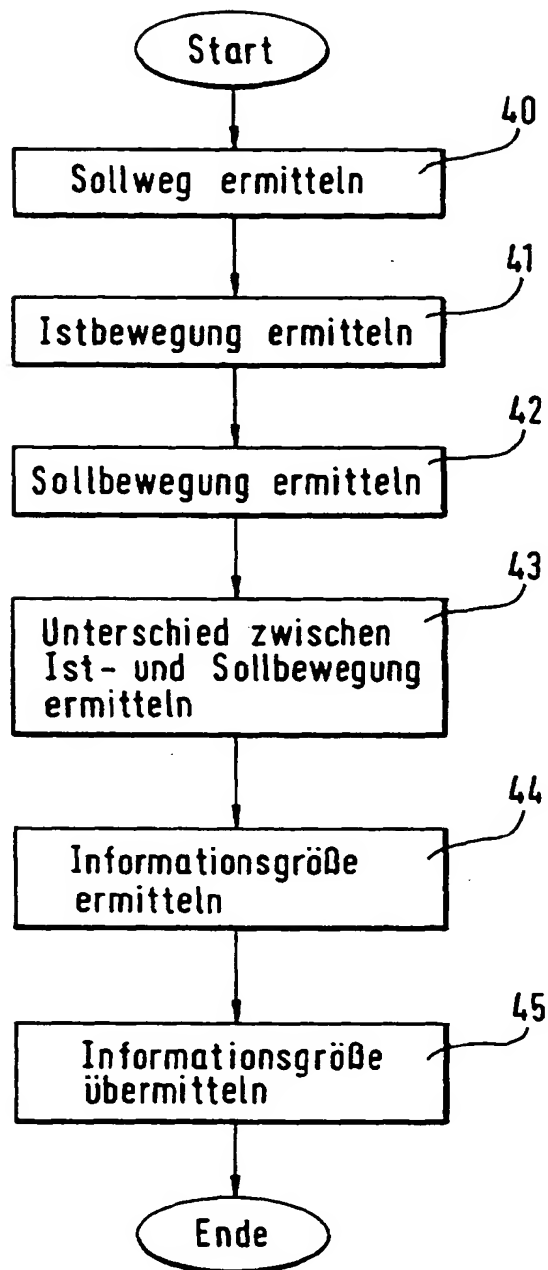 Start
40
Sollweg ermitteln
41
Istbewegung ermitteln
42
Sollbewegung ermitteln
43
Unterschied zwischen
Ist- und Sollbewegung
ermitteln
44
Informationsgröße
ermitteln
45
Informationsgröße
übermitteln
Ende